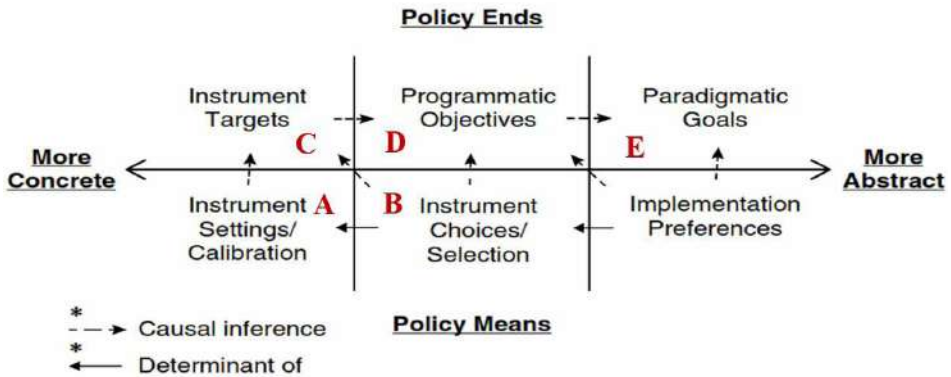 Policy Ends
Instrument
Targets
Programmatic
Objectives
Paradigmatic
Goals
C
D
E
More
Concrete
More
Abstract
A
B
Instrument
Settings/
Calibration
Instrument
Choices/
Selection
Implementation
Preferences
*
Causal inference
*
Determinant of
Policy Means